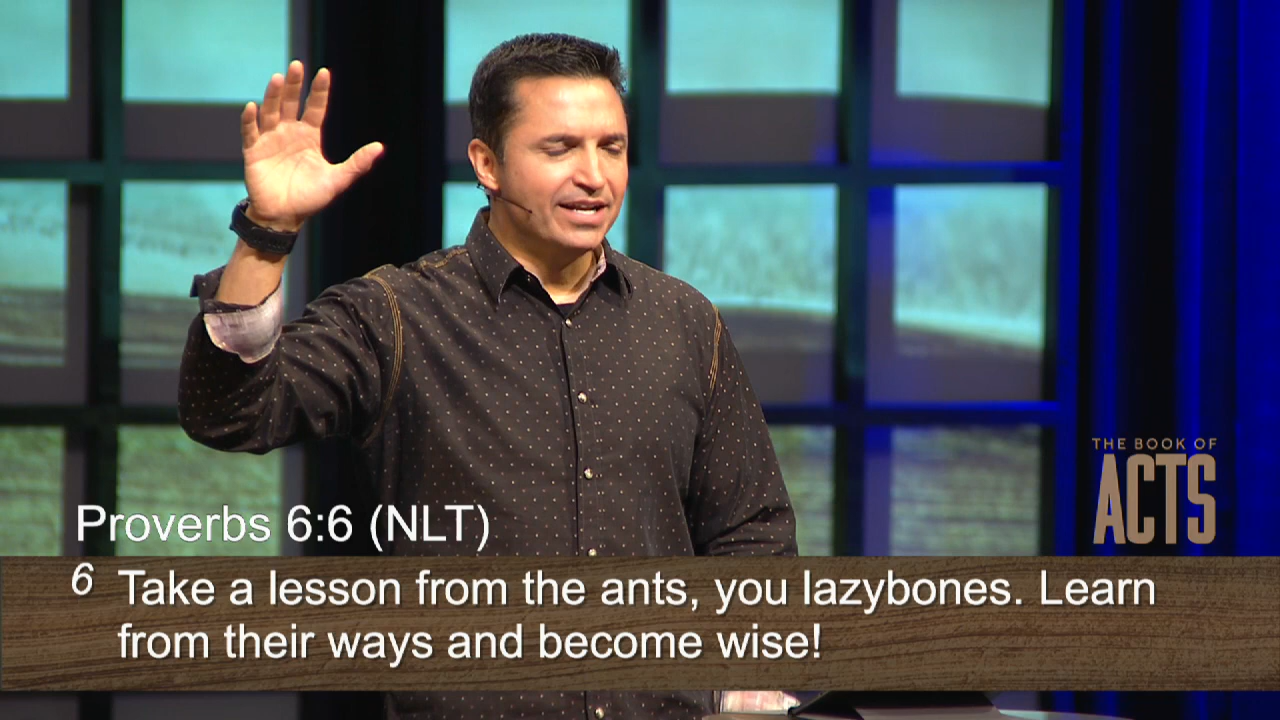 THE BOOK OF
ACTS
Proverbs 6:6 (NLT)
6 Take a lesson from the ants, you lazybones. Learn
from their ways and become wise!